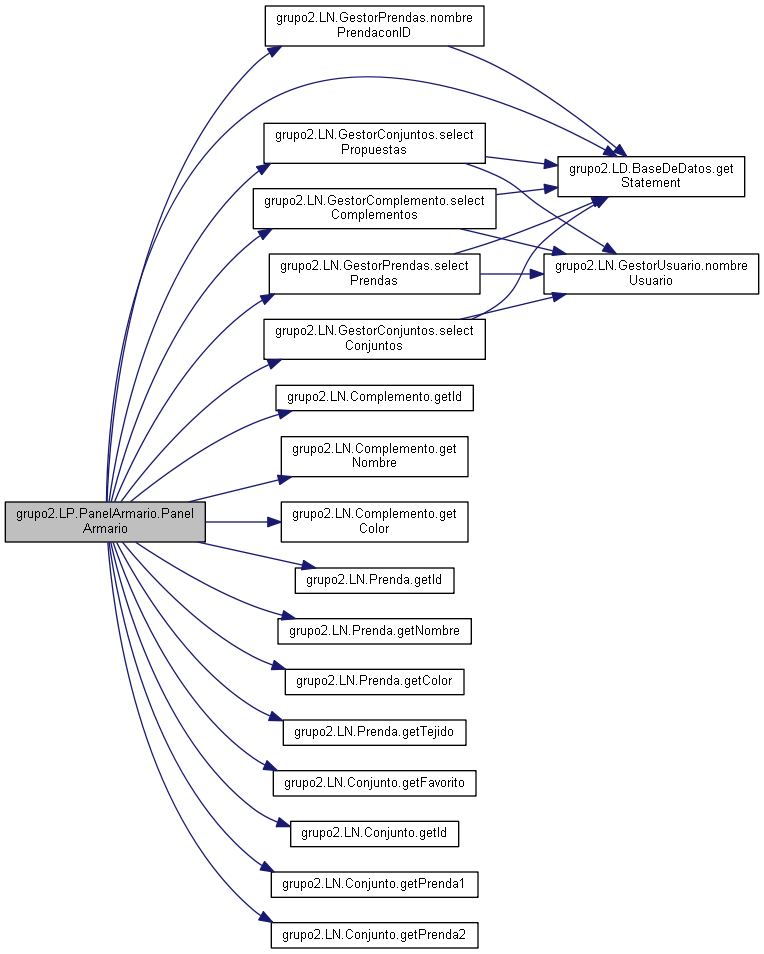 grupo2.LN.GestorPrendas.nombre
PrendaconID
grupo2.LN.GestorConjuntos.select
Propuestas
grupo2.LD.BaseDeDatos.get
Statement
grupo2.LN.GestorComplemento.select
Complementos
grupo2.LN.GestorPrendas.select
Prendas
grupo2.LN.GestorUsuario.nombre
Usuario
grupo2.LN.GestorConjuntos.select
Conjuntos
grupo2.LN.Complemento.getId
grupo2.LN.Complemento.get
Nombre
grupo2.LP.PanelArmario.Panel
Armario
grupo2.LN.Complemento.get
Color
grupo2.LN.Prenda.getId
grupo2.LN.Prenda.getNombre
grupo2.LN.Prenda.getColor
grupo2.LN.Prenda.getTejido
grupo2.LN.Conjunto.getFavorito
grupo2.LN.Conjunto.getId
grupo2.LN.Conjunto.getPrenda1
grupo2.LN.Conjunto.getPrenda2